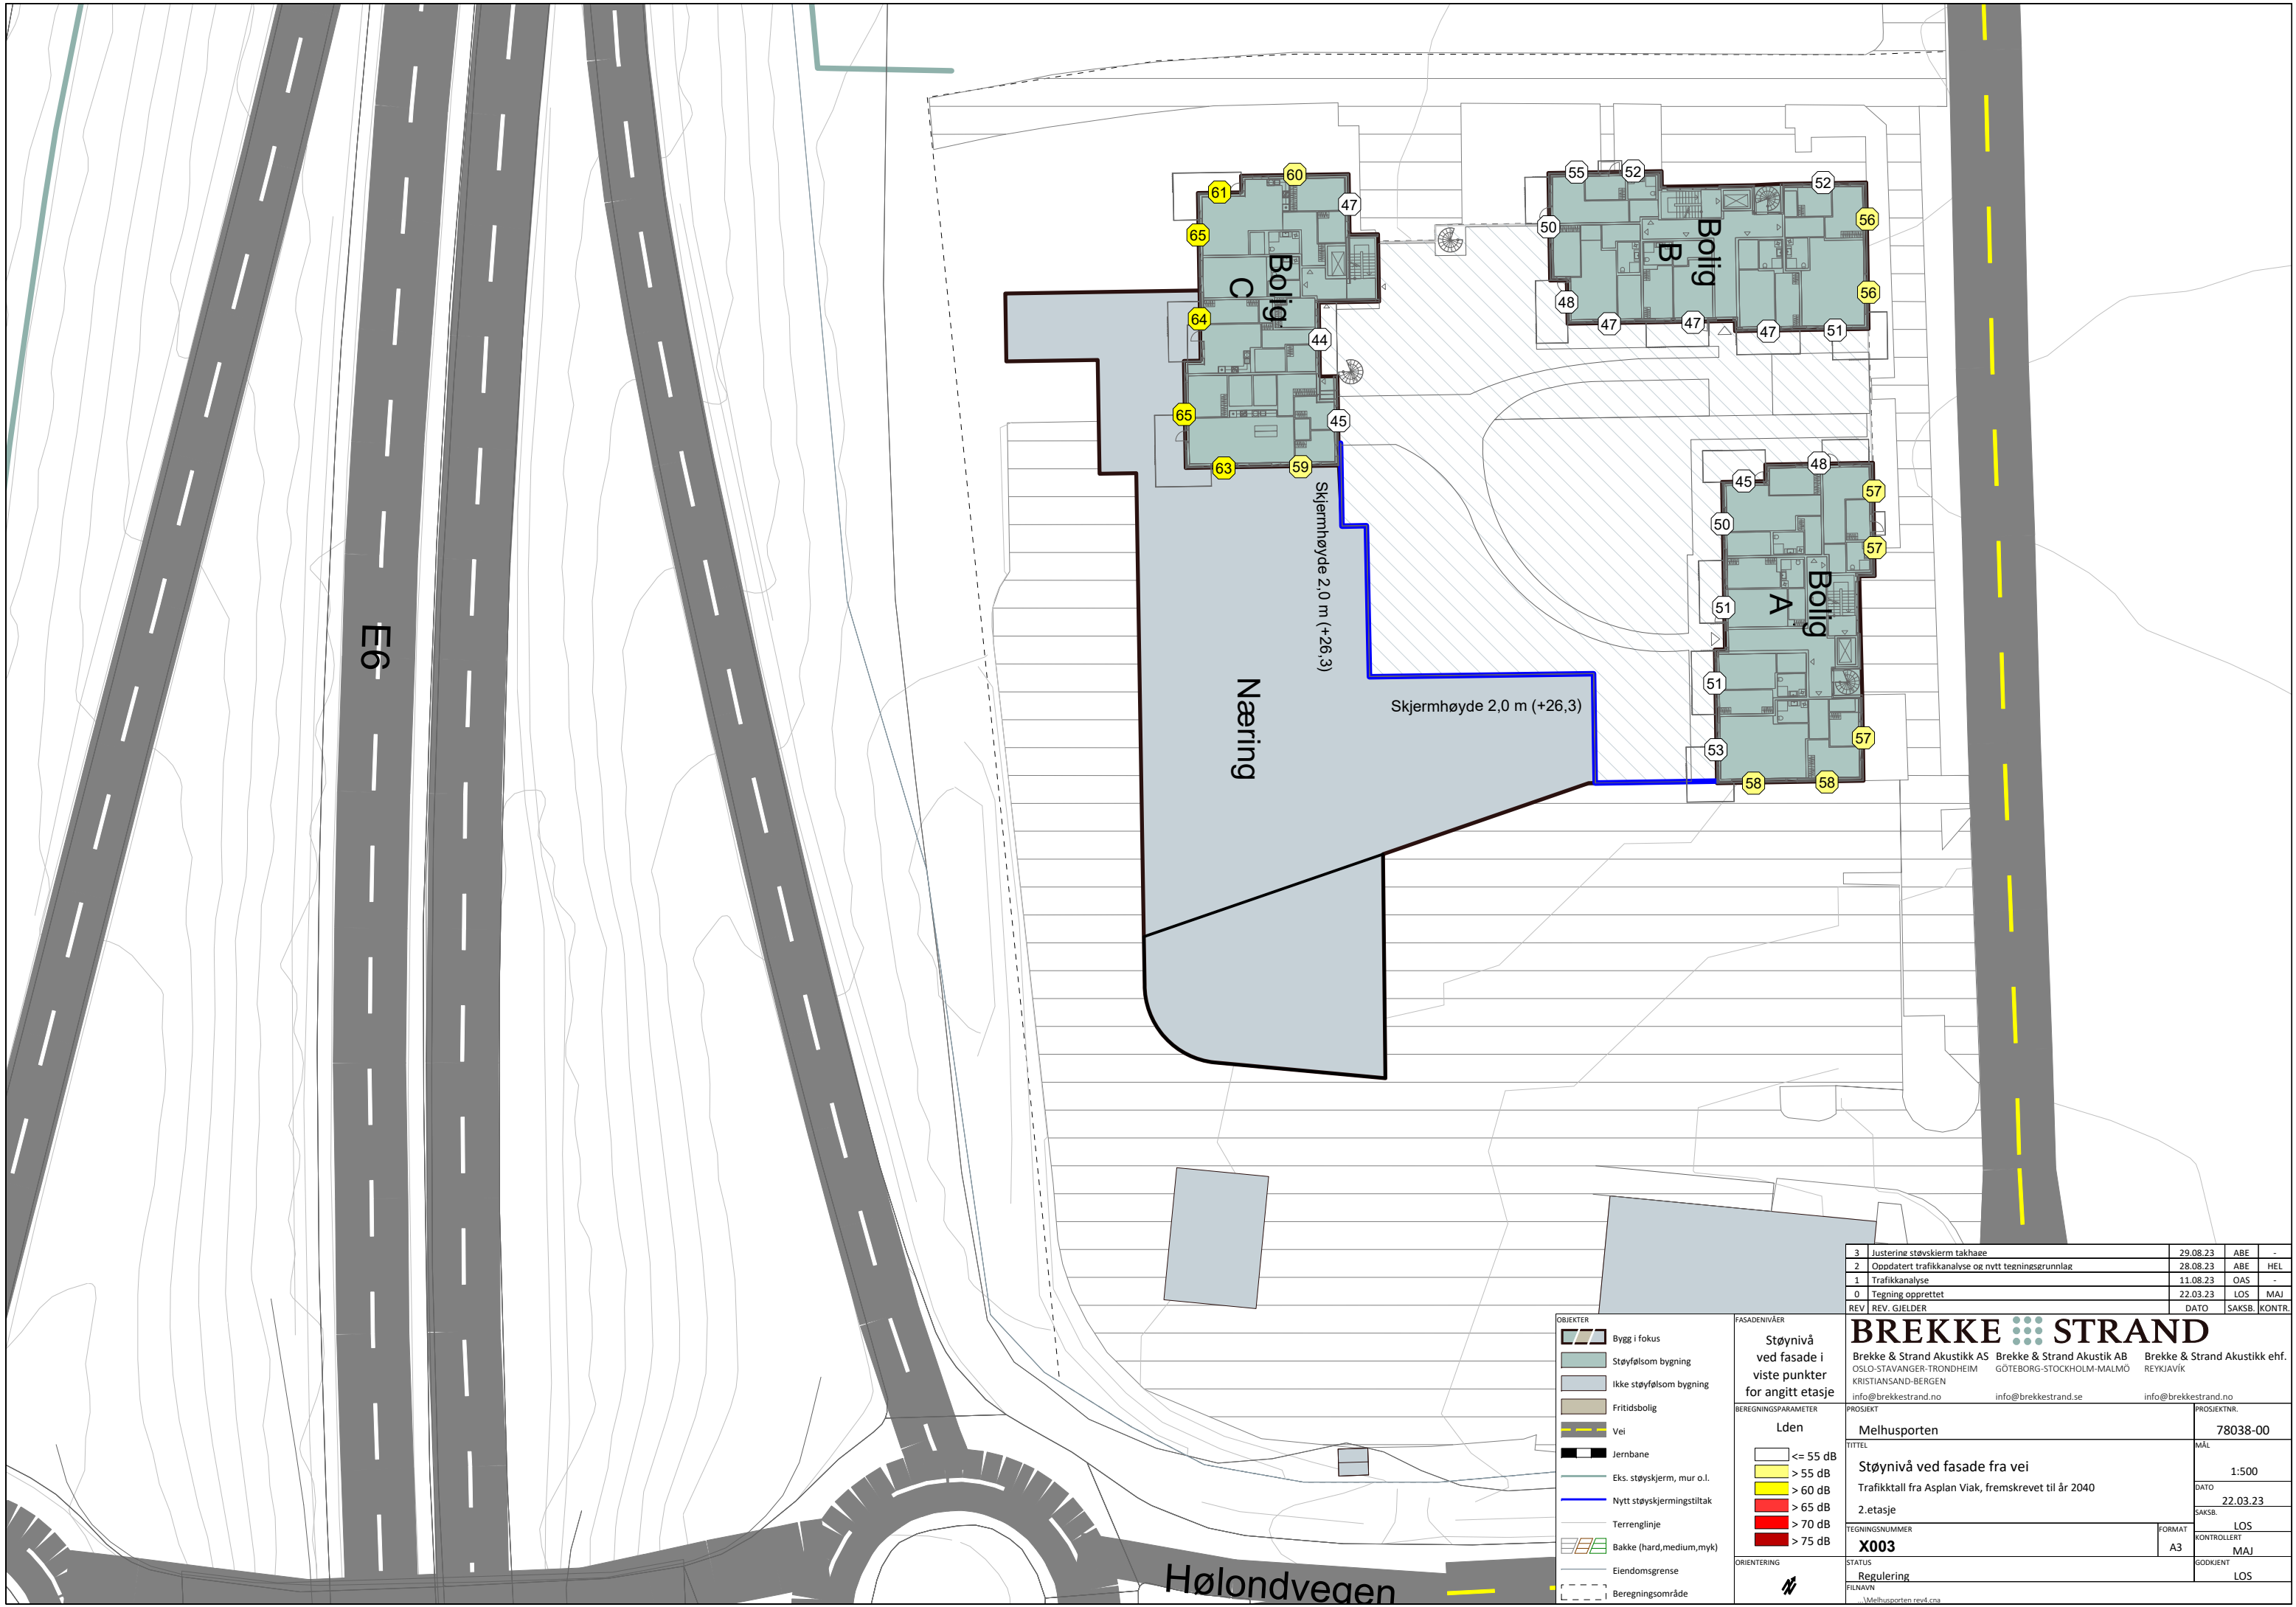 60
61
47
65
Bolig
C
64
44
65
45
63
59
55
52
52
50
56
Bolig
B
56
48
47
47
47
51
48
45
57
50
57
Bolig
A
51
51
53
57
58
58
Skjermhøyde 2,0 m (+26,3)
Skjermhøyde 2,0 m (+26,3)
Næring
E6
Hølondvegen
3 Justering støyskjerm takhage 29.08.23 ABE -
2 Oppdatert trafikkanalyse og nytt tegningsgrunnlag 28.08.23 ABE HEL
1 Trafikkanalyse 11.08.23 OAS -
0 Tegning opprettet 22.03.23 LOS MAJ
REV REV. GJELDER DATO SAKSB. KONTR.
OBJEKTER
Bygg i fokus
Støyfølsom bygning
Ikke støyfølsom bygning
Fritidsbolig
Vei
Jernbane
Eks. støyskjerm, mur o.l.
Nytt støyskjermingstiltak
Terrenglinje
Bakke (hard,medium,myk)
Eiendomsgrense
Beregningsområde
FASADENIVÅER
Støynivå
ved fasade i
viste punkter
for angitt etasje
BEREGNINGSPARAMETER
Lden
<= 55 dB
> 55 dB
> 60 dB
> 65 dB
> 70 dB
> 75 dB
ORIENTERING
N
BREKKE STRAND
Brekke & Strand Akustikk AS Brekke & Strand Akustik AB Brekke & Strand Akustikk ehf.
OSLO-STAVANGER-TRONDHEIM GÖTEBORG-STOCKHOLM-MALMÖ REYKJAVÍK
KRISTIANSAND-BERGEN
info@brekkestrand.no info@brekkestrand.se info@brekkestrand.no
PROSJEKT
Melhusporten
PROSJEKTNR.
78038-00
TITTEL
Støynivå ved fasade fra vei
Trafikktall fra Asplan Viak, fremskrevet til år 2040
2.etasje
MÅL
1:500
DATO
22.03.23
SAKSB.
LOS
TEGNINGSNUMMER
X003
FORMAT
A3
KONTROLLERT
MAJ
STATUS
Regulering
GODKJENT
LOS
FILNAVN
...\Melhusporten rev4.cna